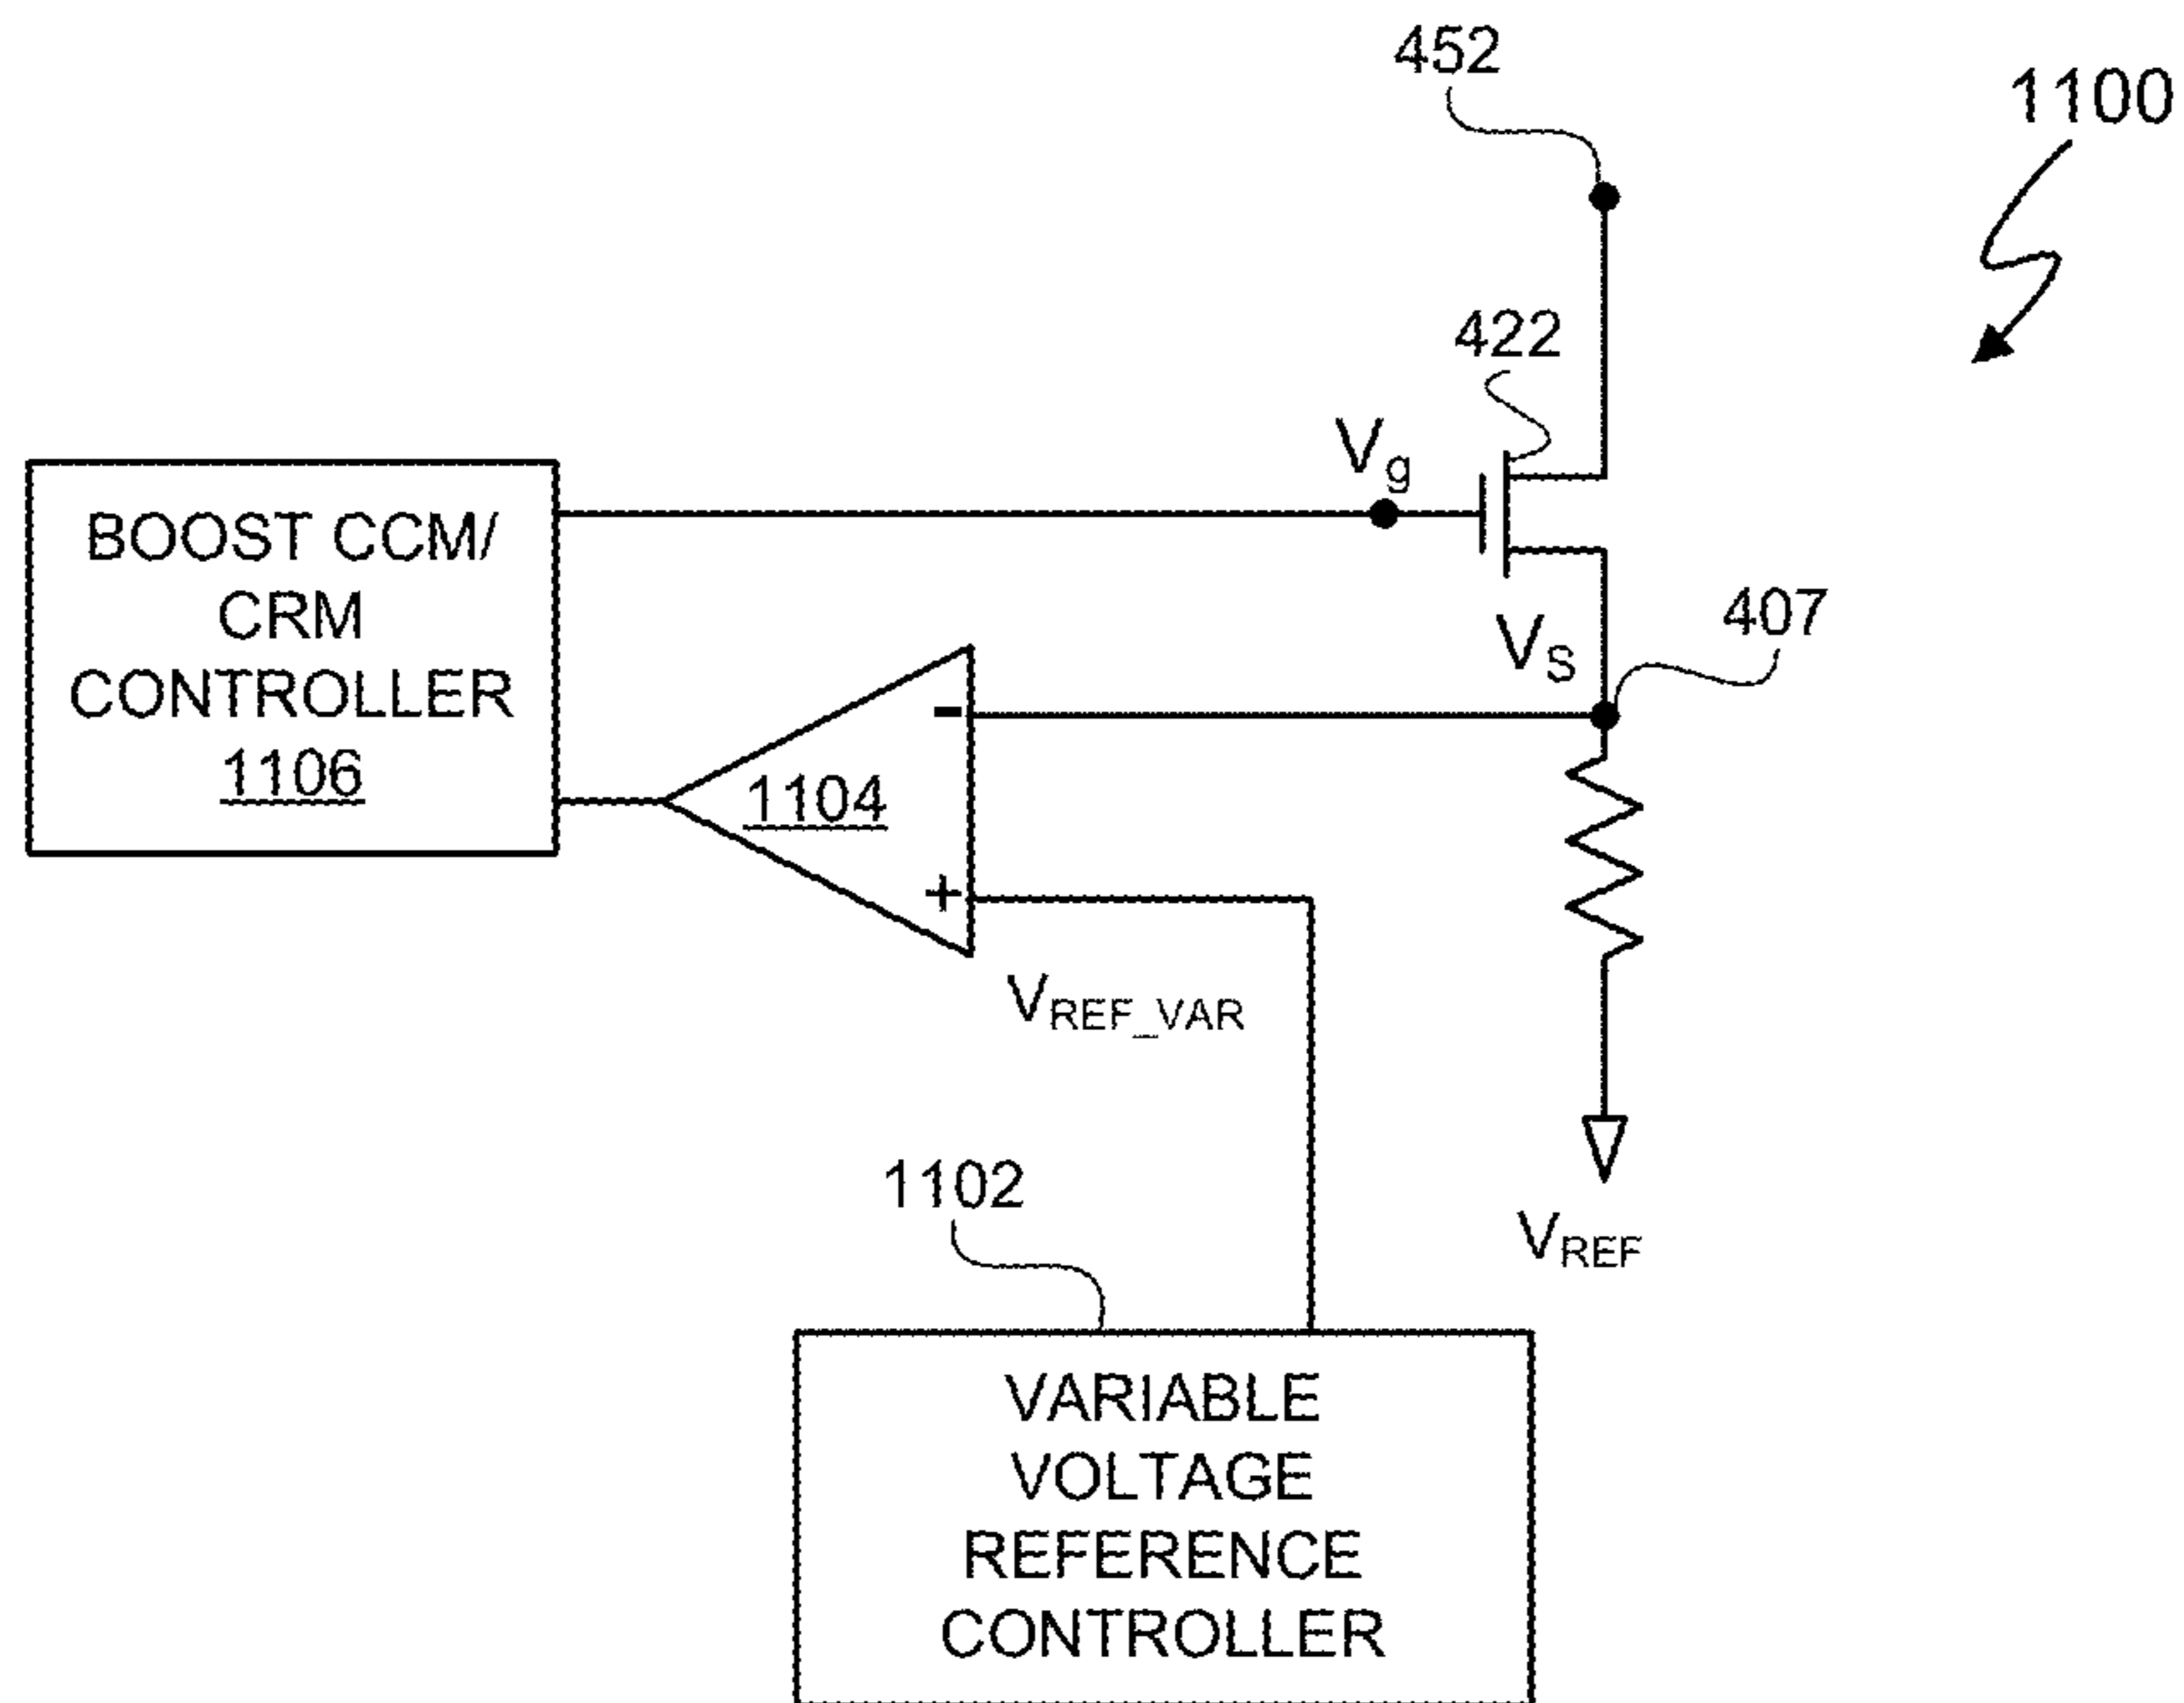 452
1100
422
Vg
BOOST CCM/
CRM
CONTROLLER
1106
VS
407
-
1104
+
VREF_VAR
1102
VREF
VARIABLE
VOLTAGE
REFERENCE
CONTROLLER